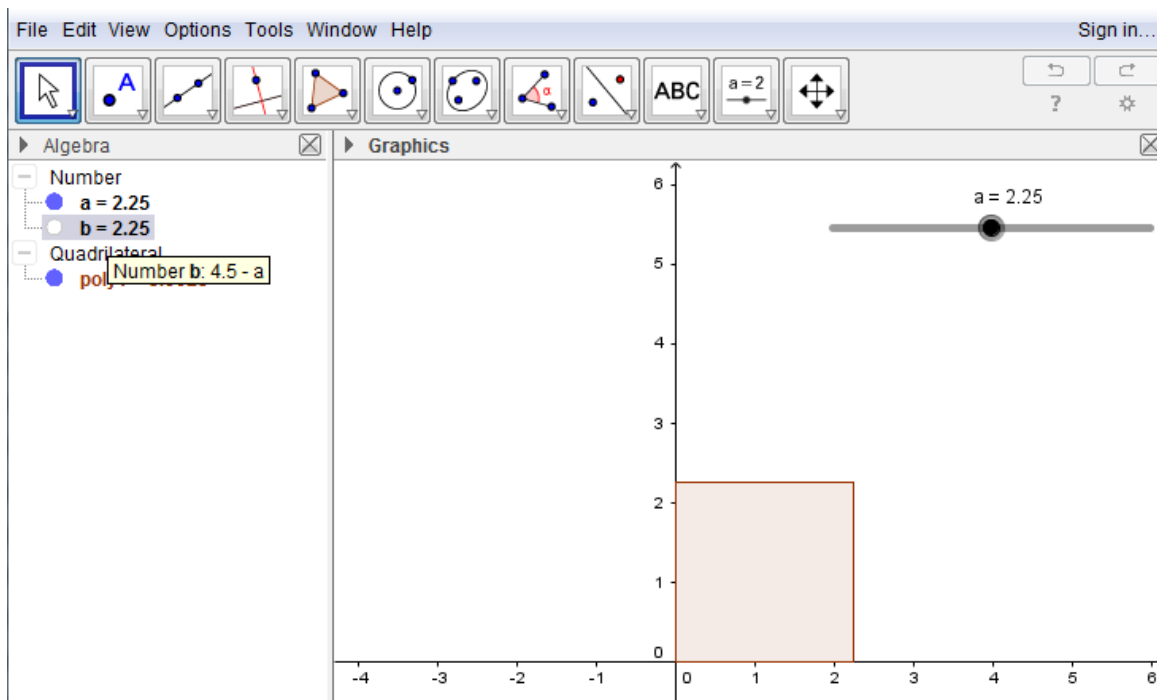 File Edit View Options Tools Window Help Sign in...
A
α
ABC
a = 2
?
Algebra
Graphics
Number
a = 2.25
b = 2.25
Quadrilateral
Number b: 4.5 - a
a = 2.25
6
5
4
3
2
1
0
-4 -3 -2 -1 0 1 2 3 4 5 6